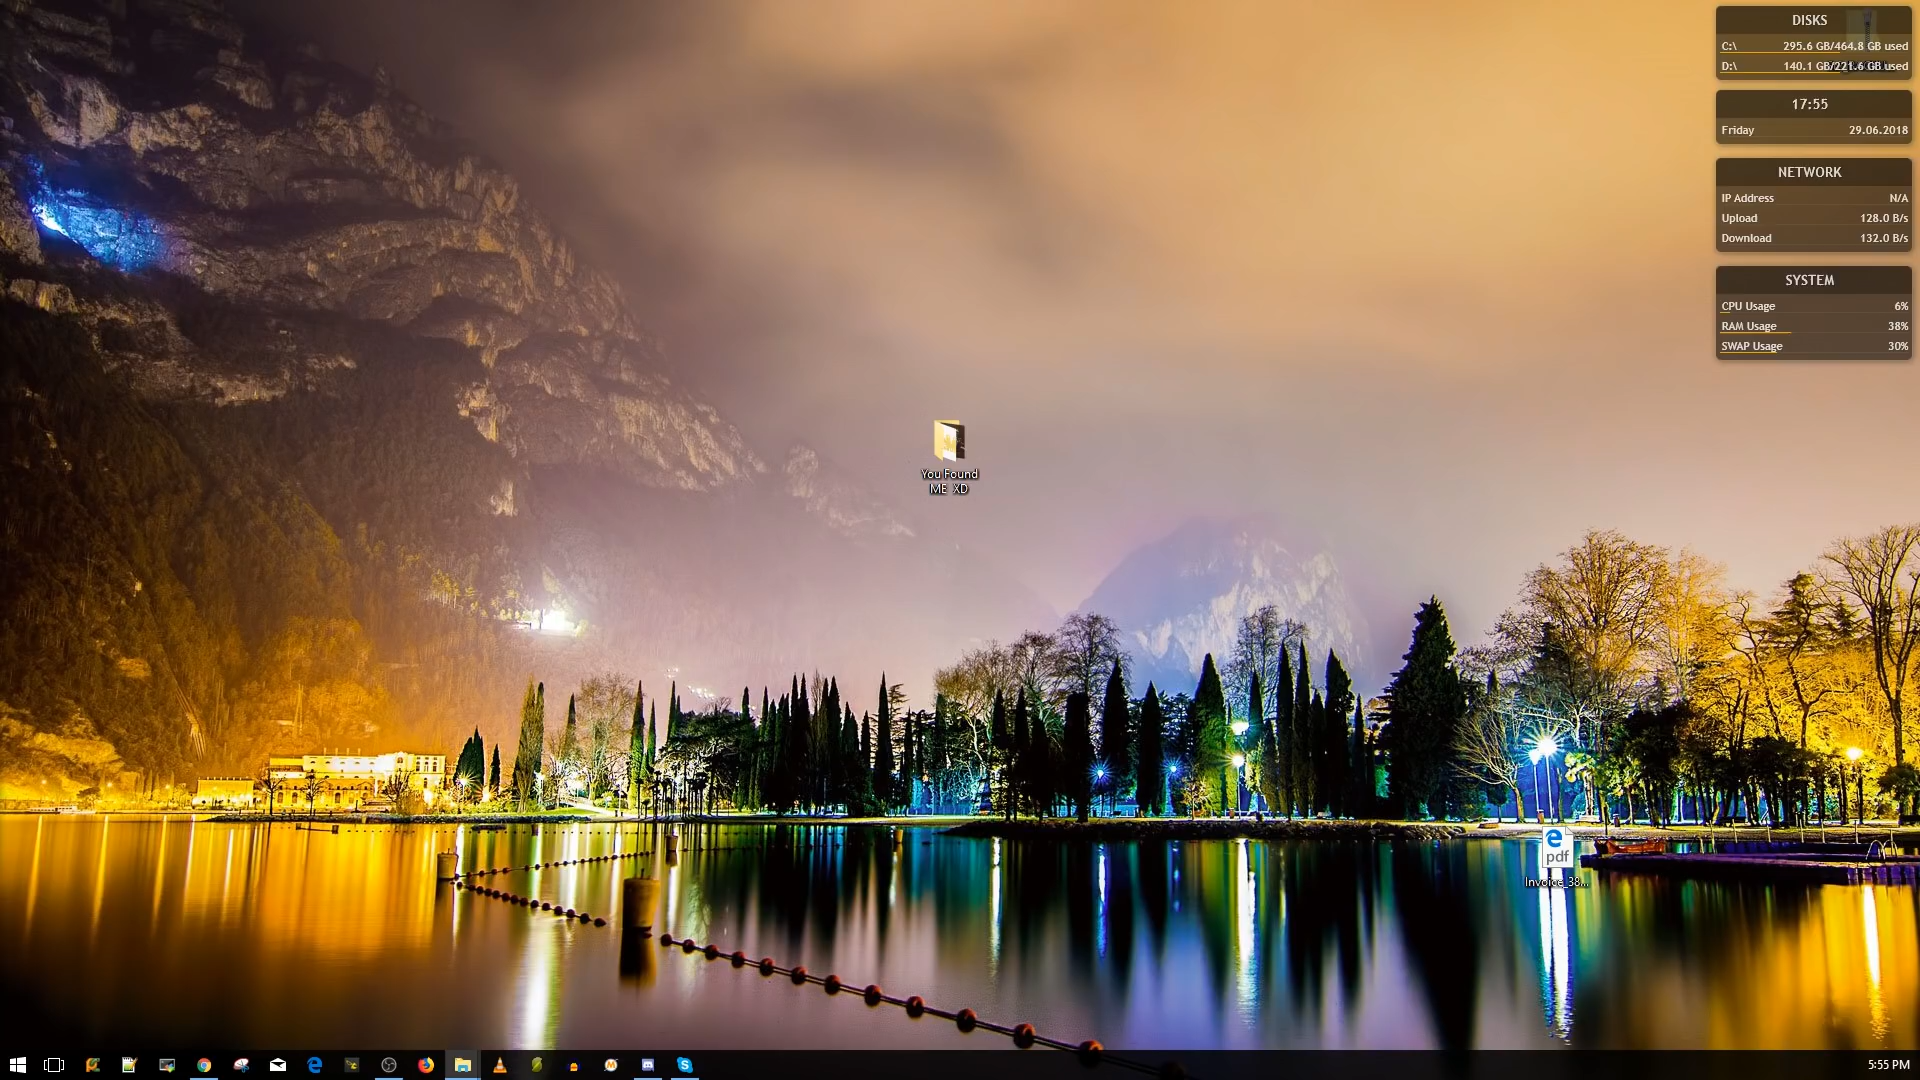 DISKS
C:\ 295.6 GB/464.8 GB used
D:\ 140.1 GB/221.6 GB used
17:55
Friday 29.06.2018
NETWORK
IP Address N/A
Upload 128.0 B/s
Download 132.0 B/s
SYSTEM
CPU Usage 6%
RAM Usage 38%
SWAP Usage 30%
You Found
ME XD
pdf
Invoice_38...
5:55 PM